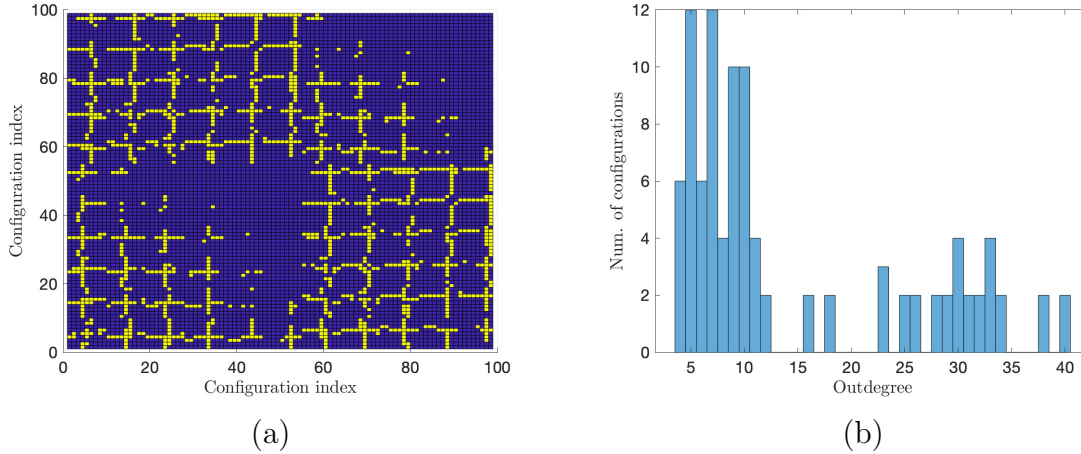 100
80
60
40
20
0
Configuration index
0 20 40 60 80 100
Configuration index
(a)
12
10
8
6
4
2
0
Num. of configurations
5 10 15 20 25 30 35 40
Outdegree
(b)